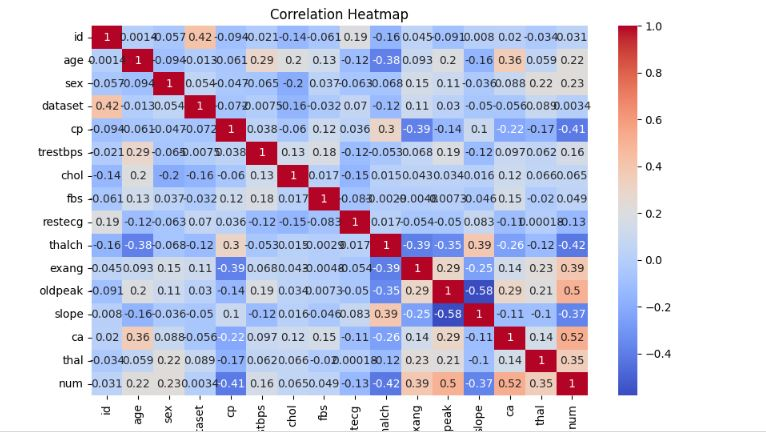 Correlation Heatmap
id 1 0.0014 -0.057 0.42 -0.094 -0.021 -0.14 -0.061 0.19 -0.16 -0.045 -0.091 0.008 0.02 -0.034 0.031
age 0.0014 1 -0.094 -0.013 -0.061 0.29 0.2 0.13 -0.12 -0.38 0.093 0.2 -0.16 0.36 0.059 0.22
sex -0.057 -0.094 1 0.054 -0.047 -0.065 -0.2 0.037 -0.063 -0.068 0.15 0.11 -0.036 0.088 0.22 0.23
dataset 0.42 -0.013 0.054 1 -0.072 0.0075 -0.16 -0.032 0.07 -0.12 0.11 0.03 -0.05 -0.056 0.089 0.0034
cp -0.094 -0.061 -0.047 -0.072 1 0.038 -0.06 0.12 0.036 0.3 -0.39 -0.14 0.1 -0.22 -0.17 -0.41
trestbps -0.021 0.29 -0.065 0.0075 0.038 1 0.13 0.18 -0.12 -0.053 0.068 0.19 -0.12 0.097 0.062 0.16
chol -0.14 0.2 -0.2 -0.16 -0.06 0.13 1 0.017 -0.15 0.015 0.043 0.034 0.016 0.12 0.066 0.065
fbs -0.061 0.13 0.037 -0.032 0.12 0.18 0.017 1 -0.083 0.0029 -0.0048 0.0073 -0.046 0.15 -0.02 0.049
restecg 0.19 -0.12 -0.063 0.07 0.036 -0.12 -0.15 -0.083 1 0.017 -0.054 -0.05 0.083 -0.11 0.00018 -0.13
thalch -0.16 -0.38 -0.068 -0.12 0.3 -0.053 0.015 0.0029 0.017 1 -0.39 -0.35 0.39 -0.26 -0.12 -0.42
exang -0.045 0.093 0.15 0.11 -0.39 0.068 0.043 -0.0048 -0.054 -0.39 1 0.29 -0.25 0.14 0.23 0.39
oldpeak -0.091 0.2 0.11 0.03 -0.14 0.19 0.034 0.0073 -0.05 -0.35 0.29 1 -0.58 0.29 0.21 0.5
slope -0.008 -0.16 -0.036 -0.05 0.1 -0.12 0.016 -0.046 0.083 0.39 -0.25 -0.58 1 -0.11 -0.1 -0.37
ca 0.02 0.36 0.088 -0.056 -0.22 0.097 0.12 0.15 -0.11 -0.26 0.14 0.29 -0.11 1 0.14 0.52
thal -0.034 0.059 0.22 0.089 -0.17 0.062 0.066 -0.02 0.00018 -0.12 0.23 0.21 -0.1 0.14 1 0.35
num -0.031 0.22 0.23 0.0034 -0.41 0.16 0.065 0.049 -0.13 -0.42 0.39 0.5 -0.37 0.52 0.35 1
id age sex taset cp stbps chol fbs tecg halch xang peak slope ca thal num
1.0
0.8
0.6
0.4
0.2
0.0
−0.2
−0.4